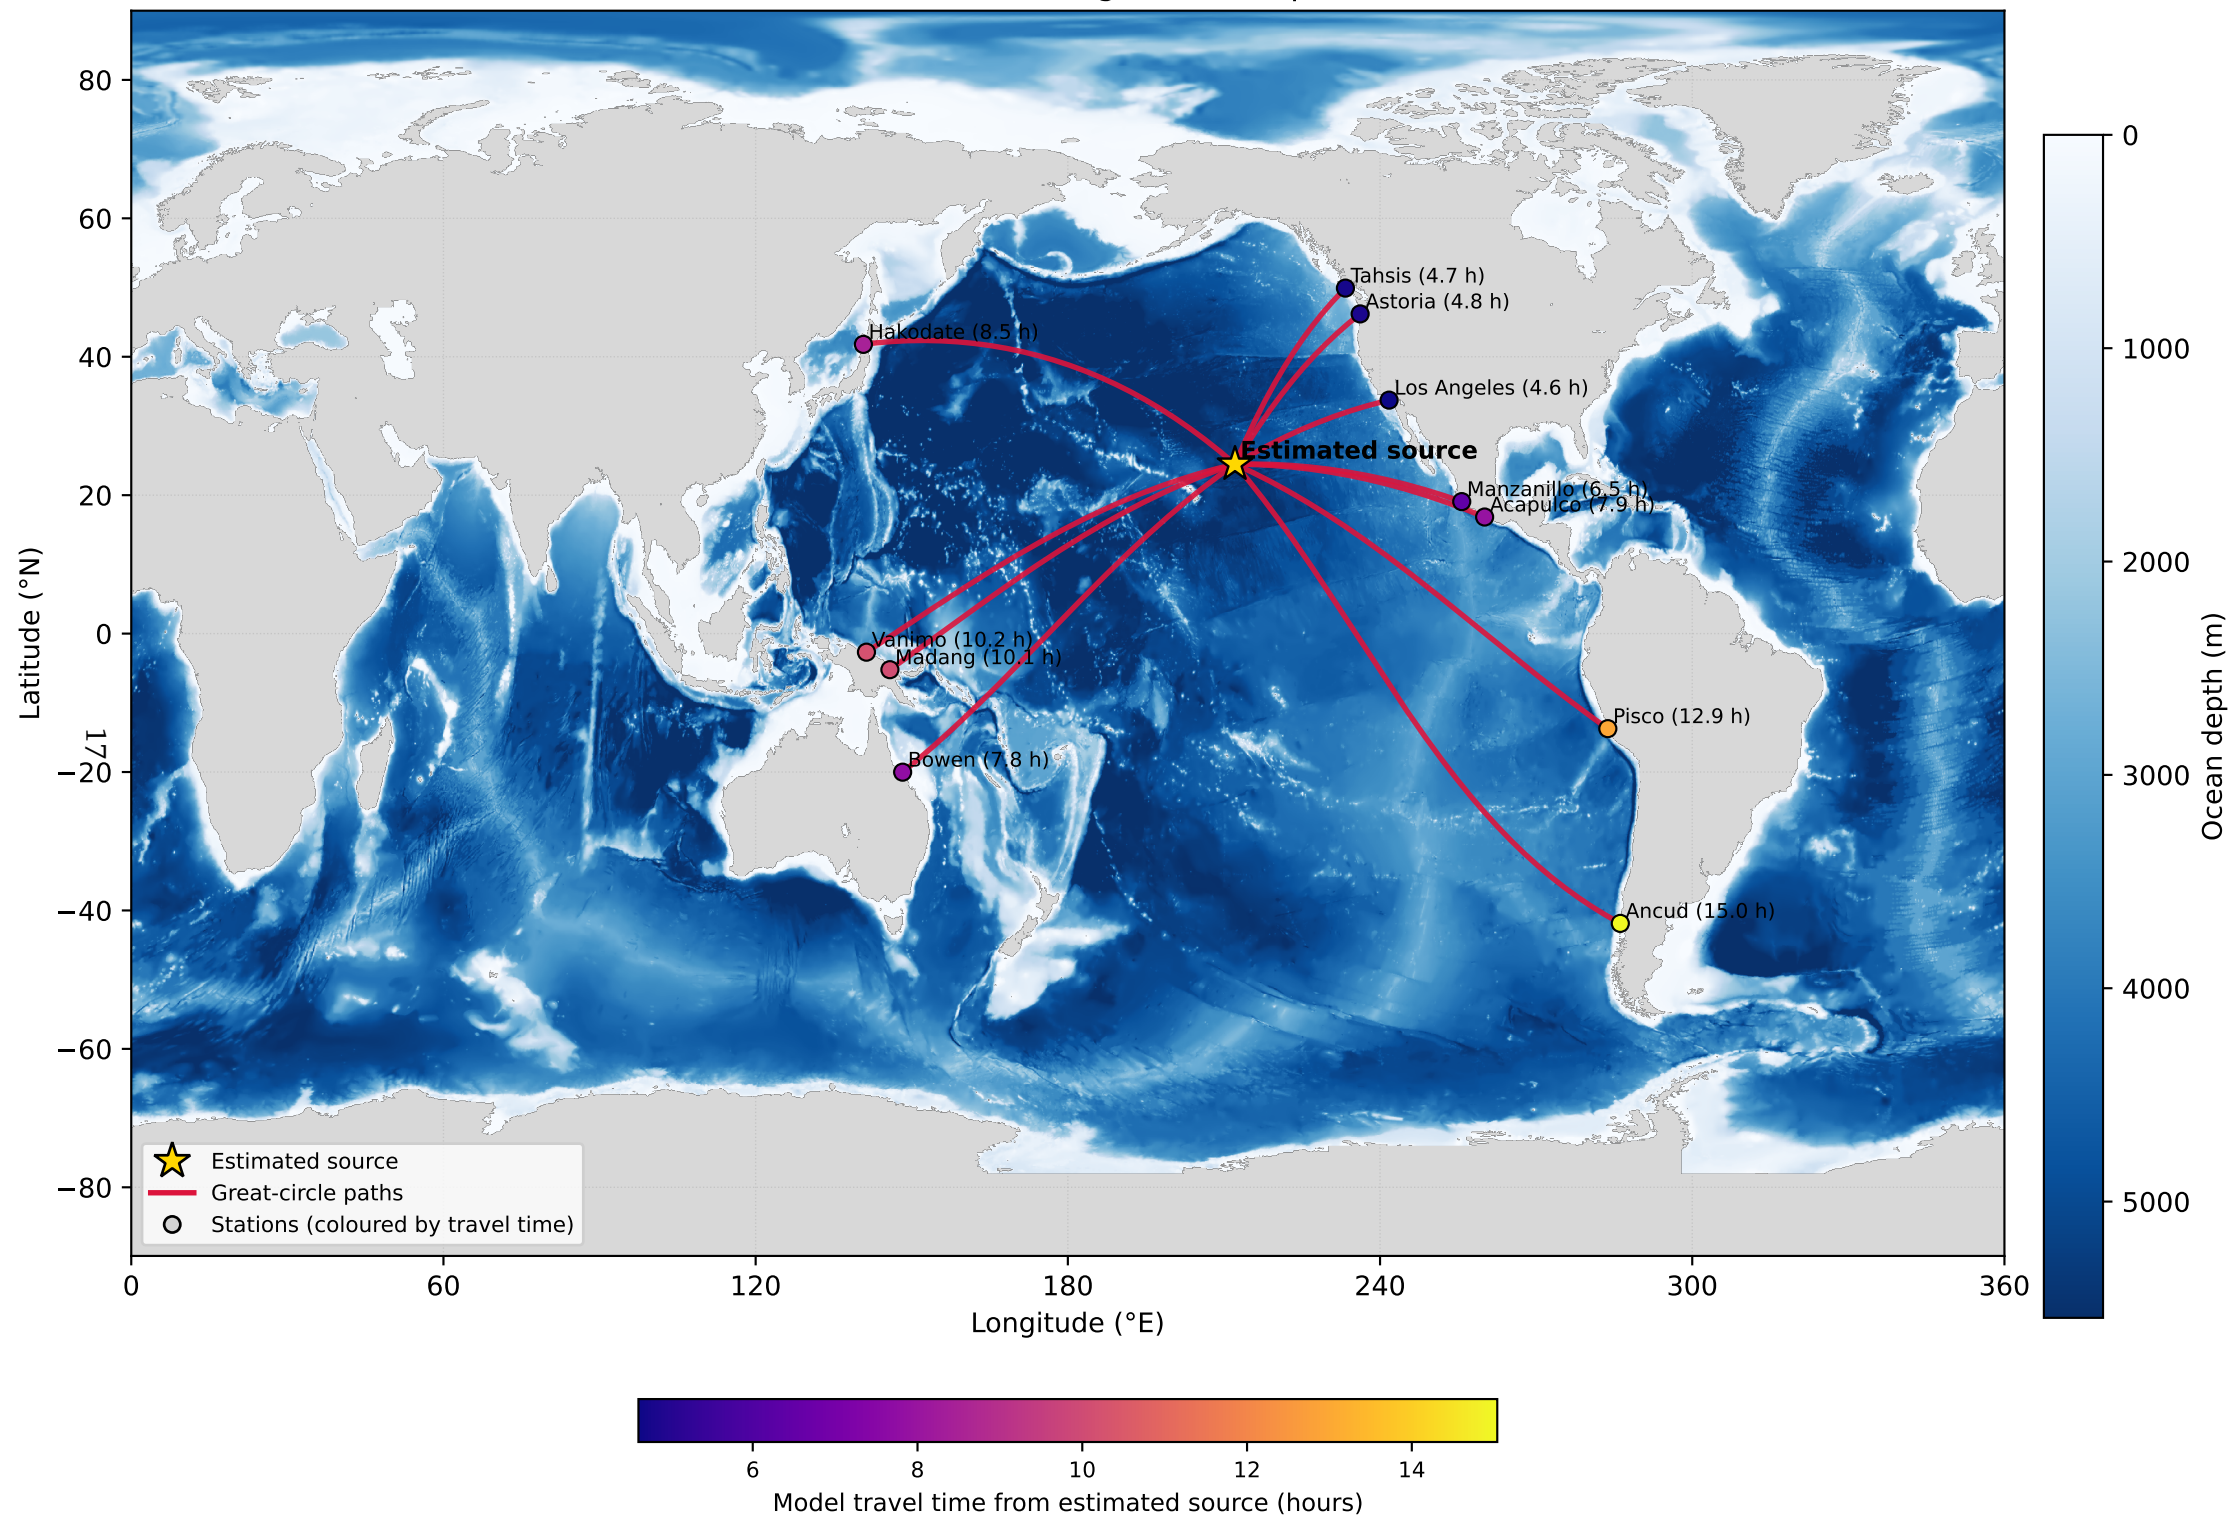 80
60
40
20
0
−20
−40
−60
−80
Latitude (°N)
17
0
60
120
180
240
300
360
Longitude (°E)
Tahsis (4.7 h)
Astoria (4.8 h)
Hakodate (8.5 h)
Los Angeles (4.6 h)
Estimated source
Manzanillo (6.5 h)
Acapulco (7.9 h)
Vanimo (10.2 h)
Madang (10.1 h)
Pisco (12.9 h)
Bowen (7.8 h)
Ancud (15.0 h)
Estimated source
Great-circle paths
Stations (coloured by travel time)
0
1000
2000
3000
4000
5000
Ocean depth (m)
6
8
10
12
14
Model travel time from estimated source (hours)